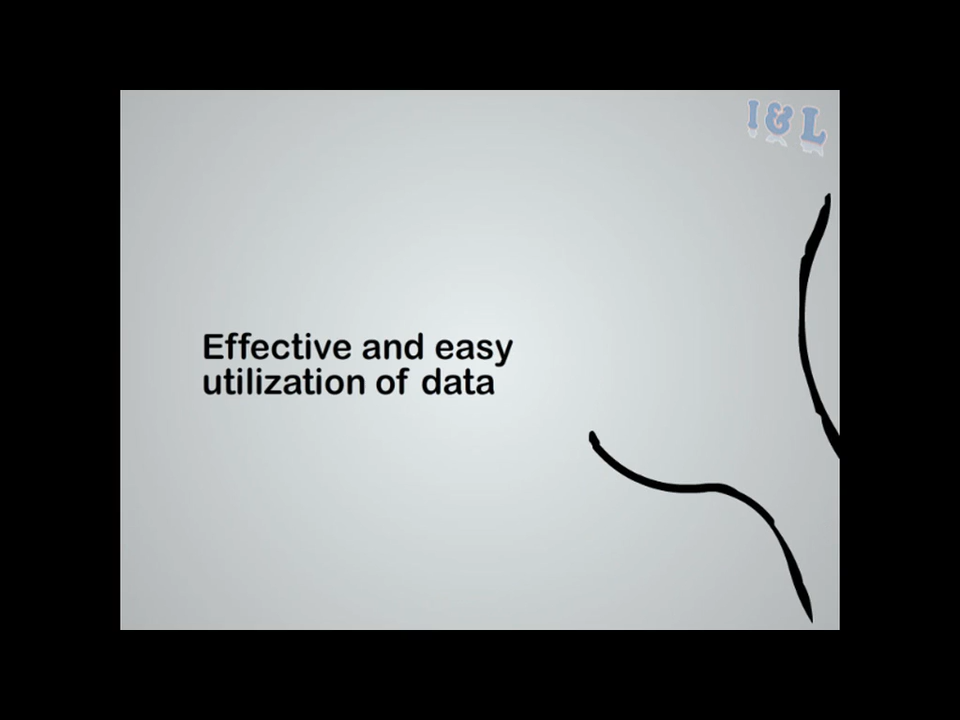 I & L
Effective and easy
utilization of data